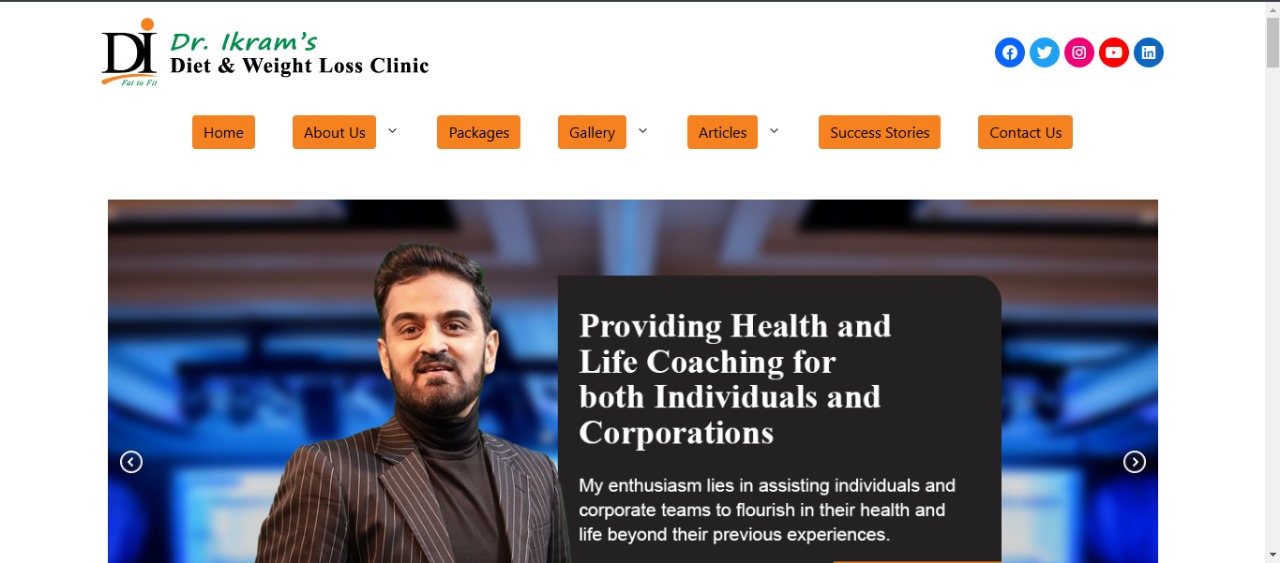 DI
Fat to Fit
Dr. Ikram's
Diet & Weight Loss Clinic
Home
About Us
Packages
Gallery
Articles
Success Stories
Contact Us
Providing Health and
Life Coaching for
both Individuals and
Corporations
My enthusiasm lies in assisting individuals and
corporate teams to flourish in their health and
life beyond their previous experiences.